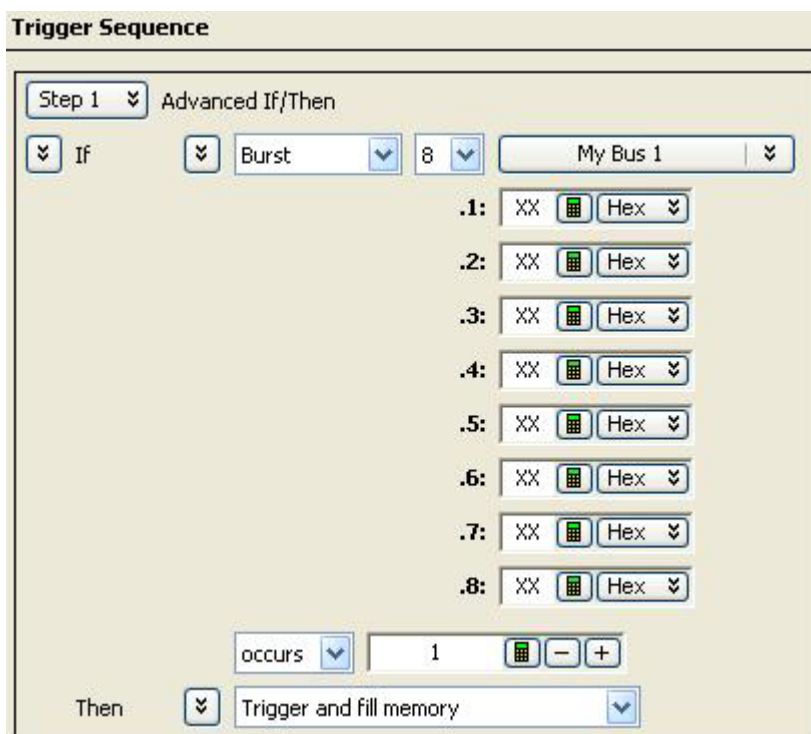 Trigger Sequence
Step 1 Advanced If/Then
If Burst 8 My Bus 1
.1: XX Hex
.2: XX Hex
.3: XX Hex
.4: XX Hex
.5: XX Hex
.6: XX Hex
.7: XX Hex
.8: XX Hex
occurs 1 − +
Then Trigger and fill memory